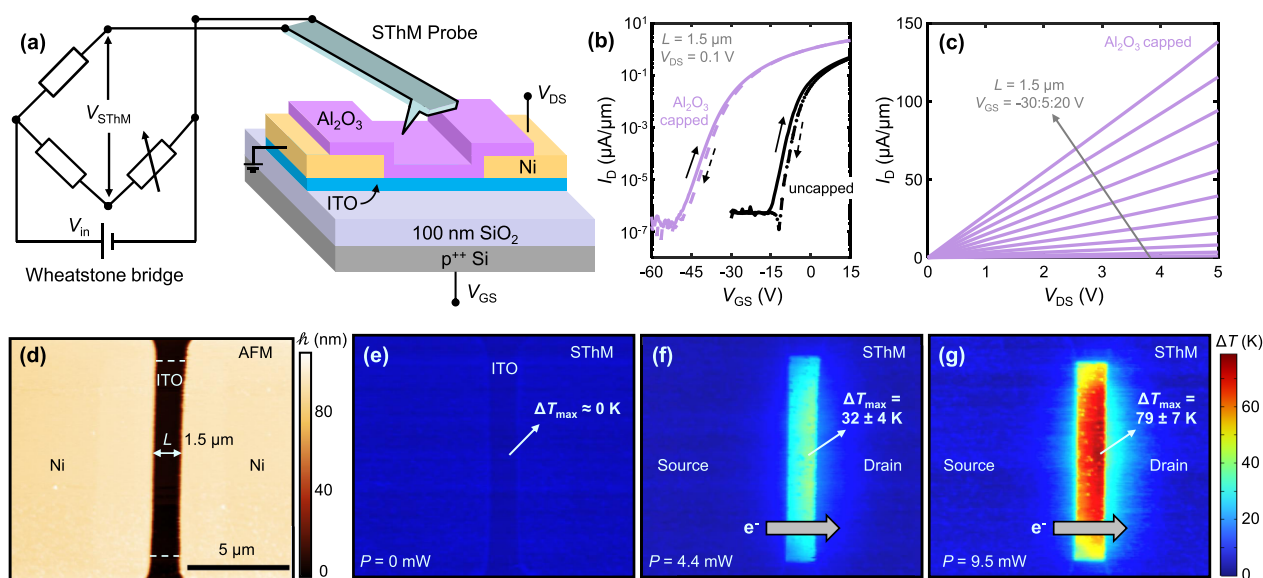 (a)
SThM Probe
V_SThM
V_in
Wheatstone bridge
Al₂O₃
V_DS
Ni
ITO
100 nm SiO₂
p⁺⁺ Si
V_GS
(b)
L = 1.5 µm
V_DS = 0.1 V
Al₂O₃
capped
uncapped
I_D (µA/µm)
10¹
10⁻¹
10⁻³
10⁻⁵
10⁻⁷
-60 -45 -30 -15 0 15
V_GS (V)
(c)
Al₂O₃ capped
L = 1.5 µm
V_GS = -30:5:20 V
I_D (µA/µm)
150
100
50
0
0 1 2 3 4 5
V_DS (V)
(d)
AFM
ITO
L
1.5 µm
Ni
Ni
5 µm
h (nm)
80
40
0
(e)
SThM
ITO
ΔT_max ≈ 0 K
P = 0 mW
(f)
SThM
ΔT_max =
32 ± 4 K
Source
Drain
e⁻
P = 4.4 mW
(g)
SThM
ΔT_max =
79 ± 7 K
Source
Drain
e⁻
P = 9.5 mW
ΔT (K)
70
60
50
40
30
20
10
0